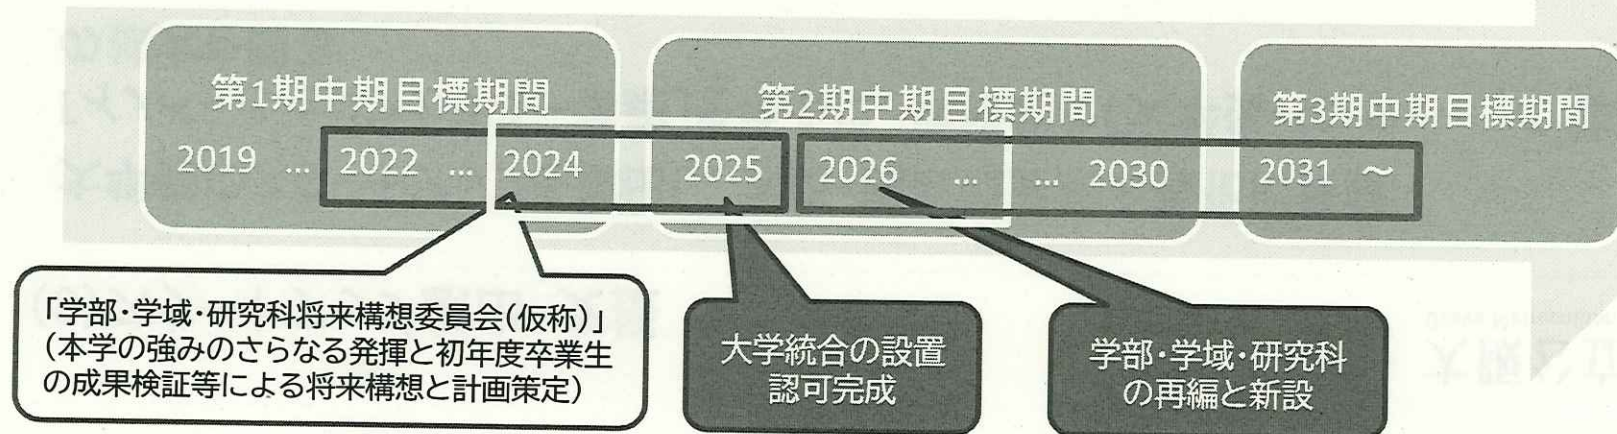 第1期中期目標期間
2019 … 2022 … 2024
第2期中期目標期間
2025 2026 … … 2030
第3期中期目標期間
2031 ～
「学部・学域・研究科将来構想委員会(仮称)」
(本学の強みのさらなる発揮と初年度卒業生
の成果検証等による将来構想と計画策定)
大学統合の設置
認可完成
学部・学域・研究科
の再編と新設